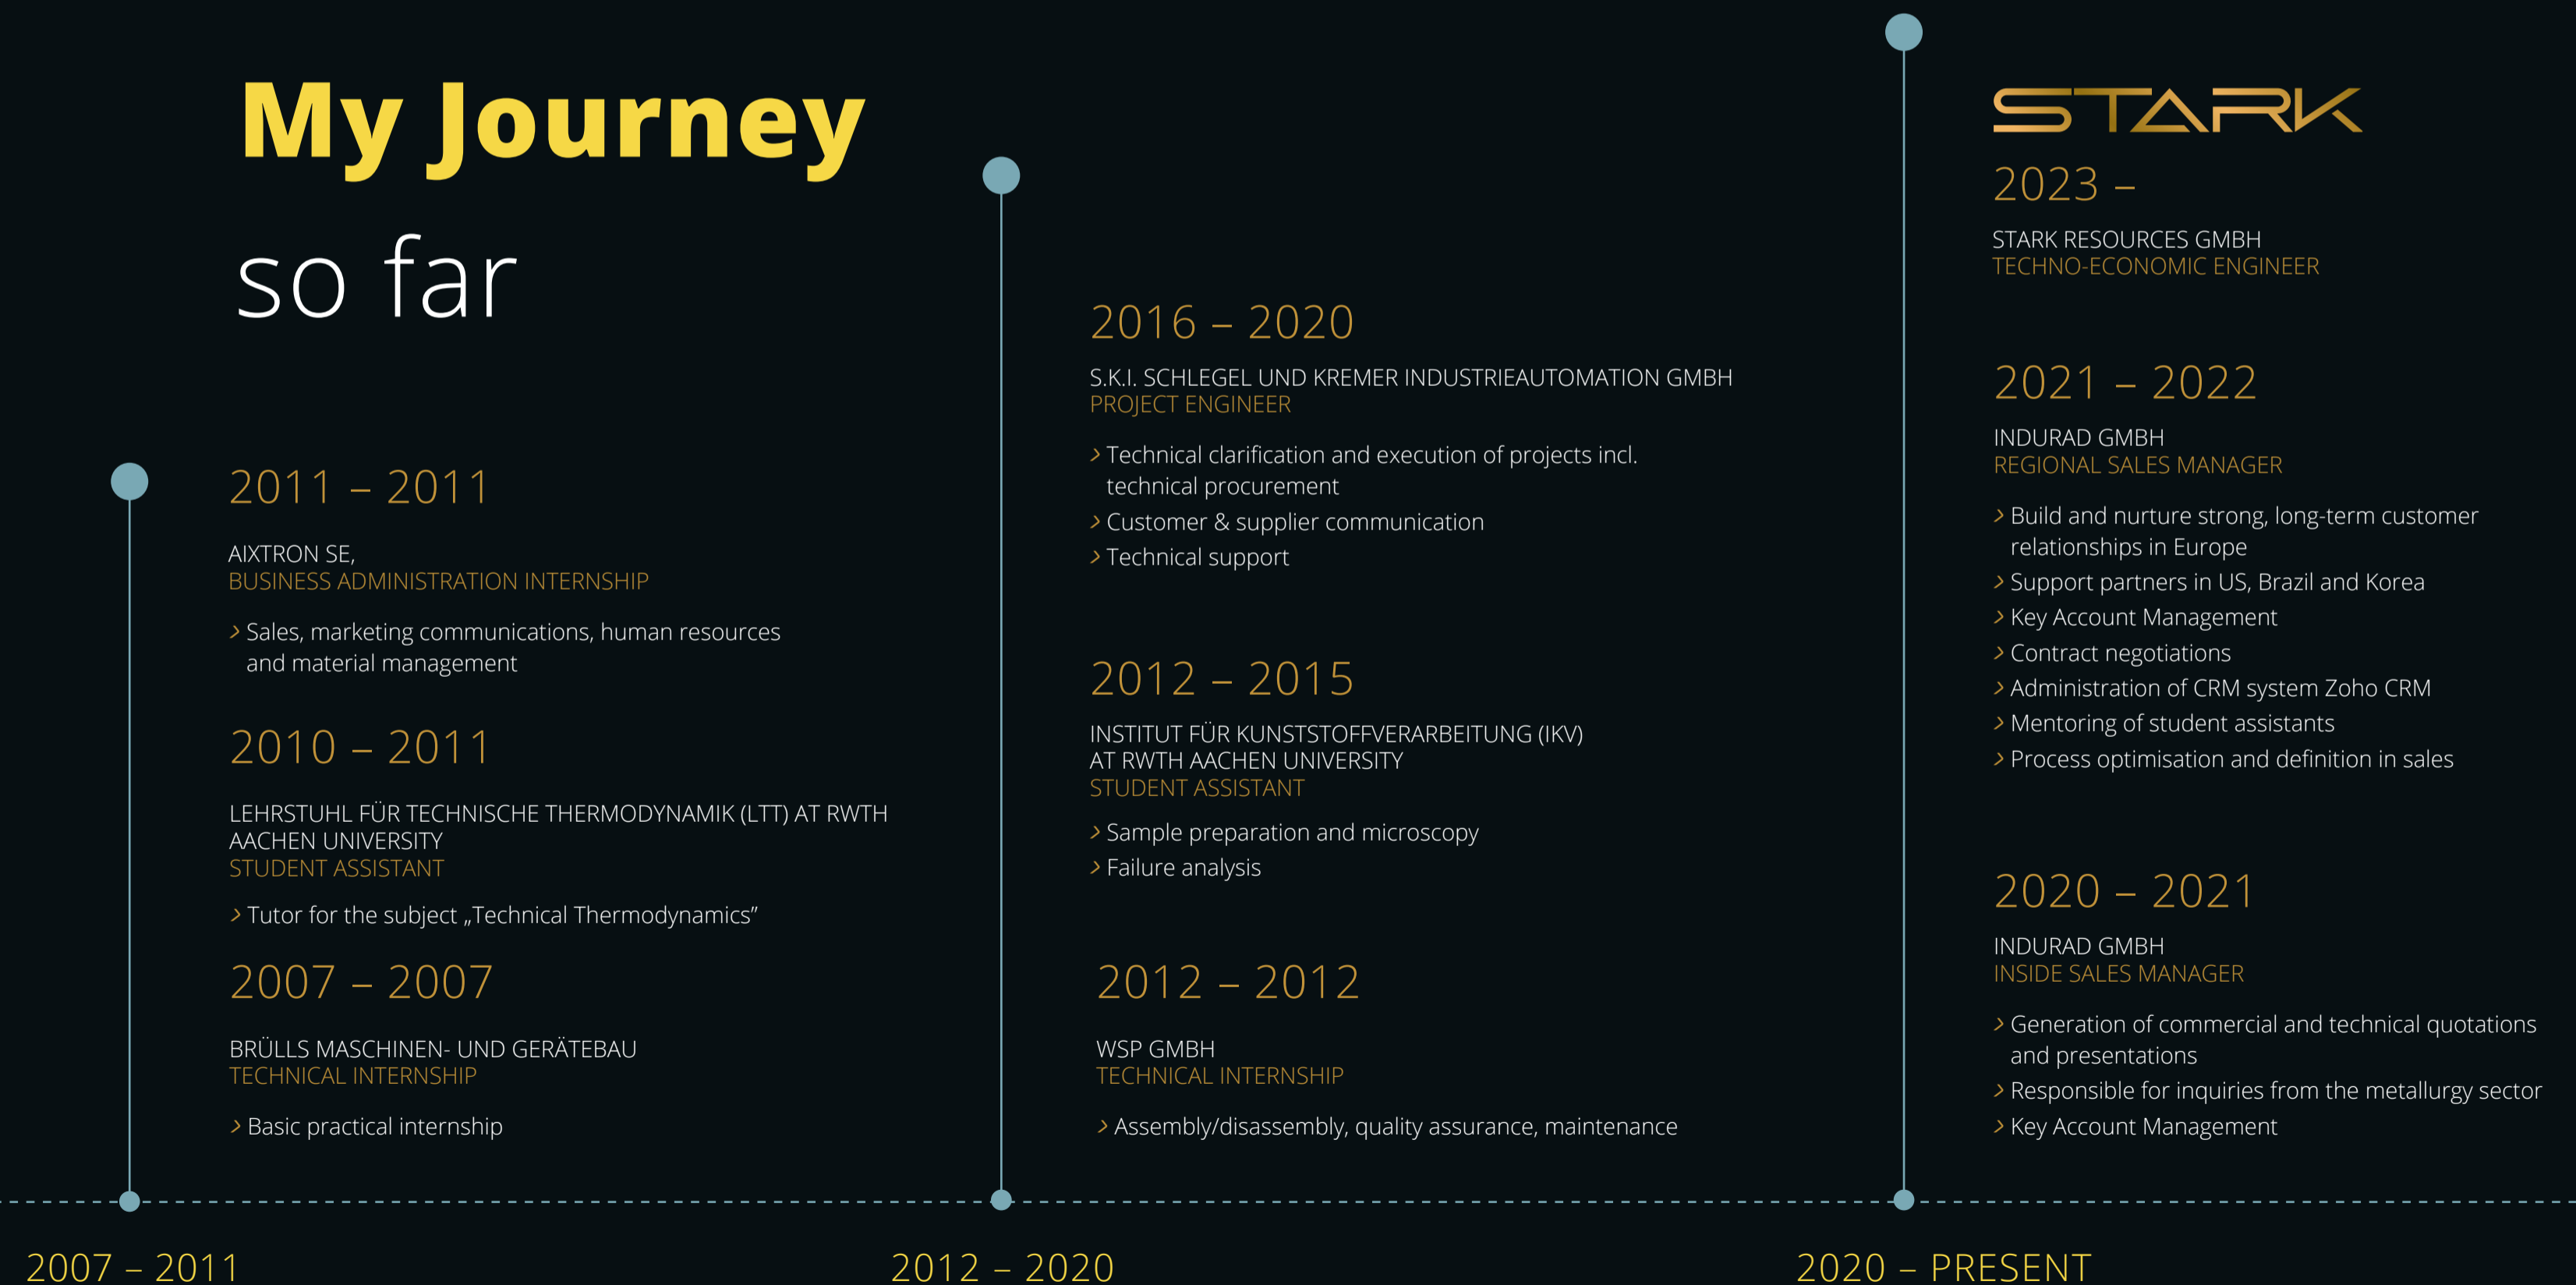 My Journey
so far
2011 – 2011
AIXTRON SE,
BUSINESS ADMINISTRATION INTERNSHIP
› Sales, marketing communications, human resources
and material management
2010 – 2011
LEHRSTUHL FÜR TECHNISCHE THERMODYNAMIK (LTT) AT RWTH
AACHEN UNIVERSITY
STUDENT ASSISTANT
› Tutor for the subject „Technical Thermodynamics”
2007 – 2007
BRÜLLS MASCHINEN- UND GERÄTEBAU
TECHNICAL INTERNSHIP
› Basic practical internship
2007 – 2011
2016 – 2020
S.K.I. SCHLEGEL UND KREMER INDUSTRIEAUTOMATION GMBH
PROJECT ENGINEER
› Technical clarification and execution of projects incl.
technical procurement
› Customer & supplier communication
› Technical support
2012 – 2015
INSTITUT FÜR KUNSTSTOFFVERARBEITUNG (IKV)
AT RWTH AACHEN UNIVERSITY
STUDENT ASSISTANT
› Sample preparation and microscopy
› Failure analysis
2012 – 2012
WSP GMBH
TECHNICAL INTERNSHIP
› Assembly/disassembly, quality assurance, maintenance
2012 – 2020
STARK
2023 –
STARK RESOURCES GMBH
TECHNO-ECONOMIC ENGINEER
2021 – 2022
INDURAD GMBH
REGIONAL SALES MANAGER
› Build and nurture strong, long-term customer
relationships in Europe
› Support partners in US, Brazil and Korea
› Key Account Management
› Contract negotiations
› Administration of CRM system Zoho CRM
› Mentoring of student assistants
› Process optimisation and definition in sales
2020 – 2021
INDURAD GMBH
INSIDE SALES MANAGER
› Generation of commercial and technical quotations
and presentations
› Responsible for inquiries from the metallurgy sector
› Key Account Management
2020 – PRESENT